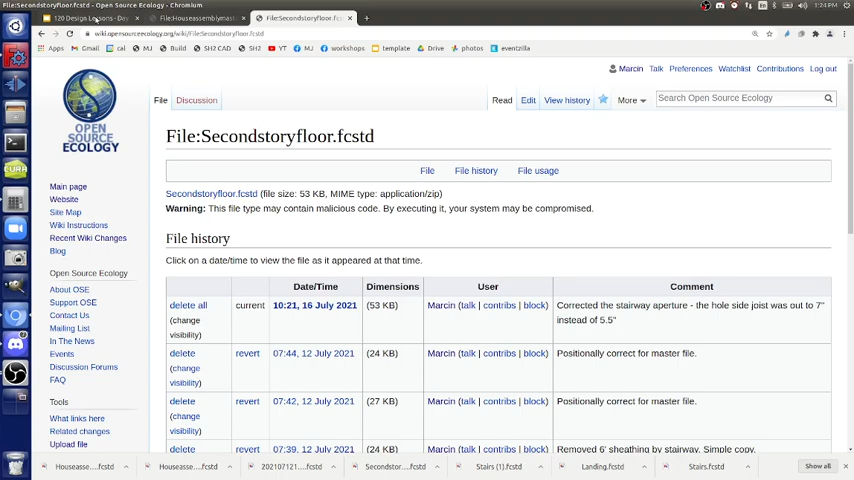 File:Secondstoryfloor.fcstd - Open Source Ecology - Chromium
1:24 PM
120 Design Lessons - Day
File:Houseassemblymast
File:Secondstoryfloor.fcs
wiki.opensourceecology.org/wiki/File:Secondstoryfloor.fcstd
Apps Mail Cal MJ Build SH2 CAD SH2 YT MJ workshops template Drive photos eventzilla
Marcin Talk Preferences Watchlist Contributions Log out
File Discussion Read Edit View history More Search Open Source Ecology
OPEN
SOURCE
ECOLOGY
File:Secondstoryfloor.fcstd
File File history File usage
Main page
Website
Site Map
Wiki Instructions
Recent Wiki Changes
Blog
Open Source Ecology
About OSE
Support OSE
Contact Us
Mailing List
In The News
Events
Discussion Forums
FAQ
Tools
What links here
Related changes
Upload file
Secondstoryfloor.fcstd (file size: 53 KB, MIME type: application/zip)
Warning: This file type may contain malicious code. By executing it, your system may be compromised.
File history
Click on a date/time to view the file as it appeared at that time.
Date/Time Dimensions User Comment
delete all (change visibility) current 10:21, 16 July 2021 (53 KB) Marcin (talk | contribs | block) Corrected the stairway aperture - the hole side joist was out to 7"
instead of 5.5"
delete (change visibility) revert 07:44, 12 July 2021 (24 KB) Marcin (talk | contribs | block) Positionally correct for master file.
delete (change visibility) revert 07:42, 12 July 2021 (27 KB) Marcin (talk | contribs | block) Positionally correct for master file.
delete revert 07:39, 12 July 2021 (24 KB) Marcin (talk | contribs | block) Removed 6' sheathing by stairway. Simple copy.
Houseasse....fcstd Houseasse....fcstd 202107121....fcstd Secondstor....fcstd Stairs (1).fcstd Landing.fcstd Stairs.fcstd Show all